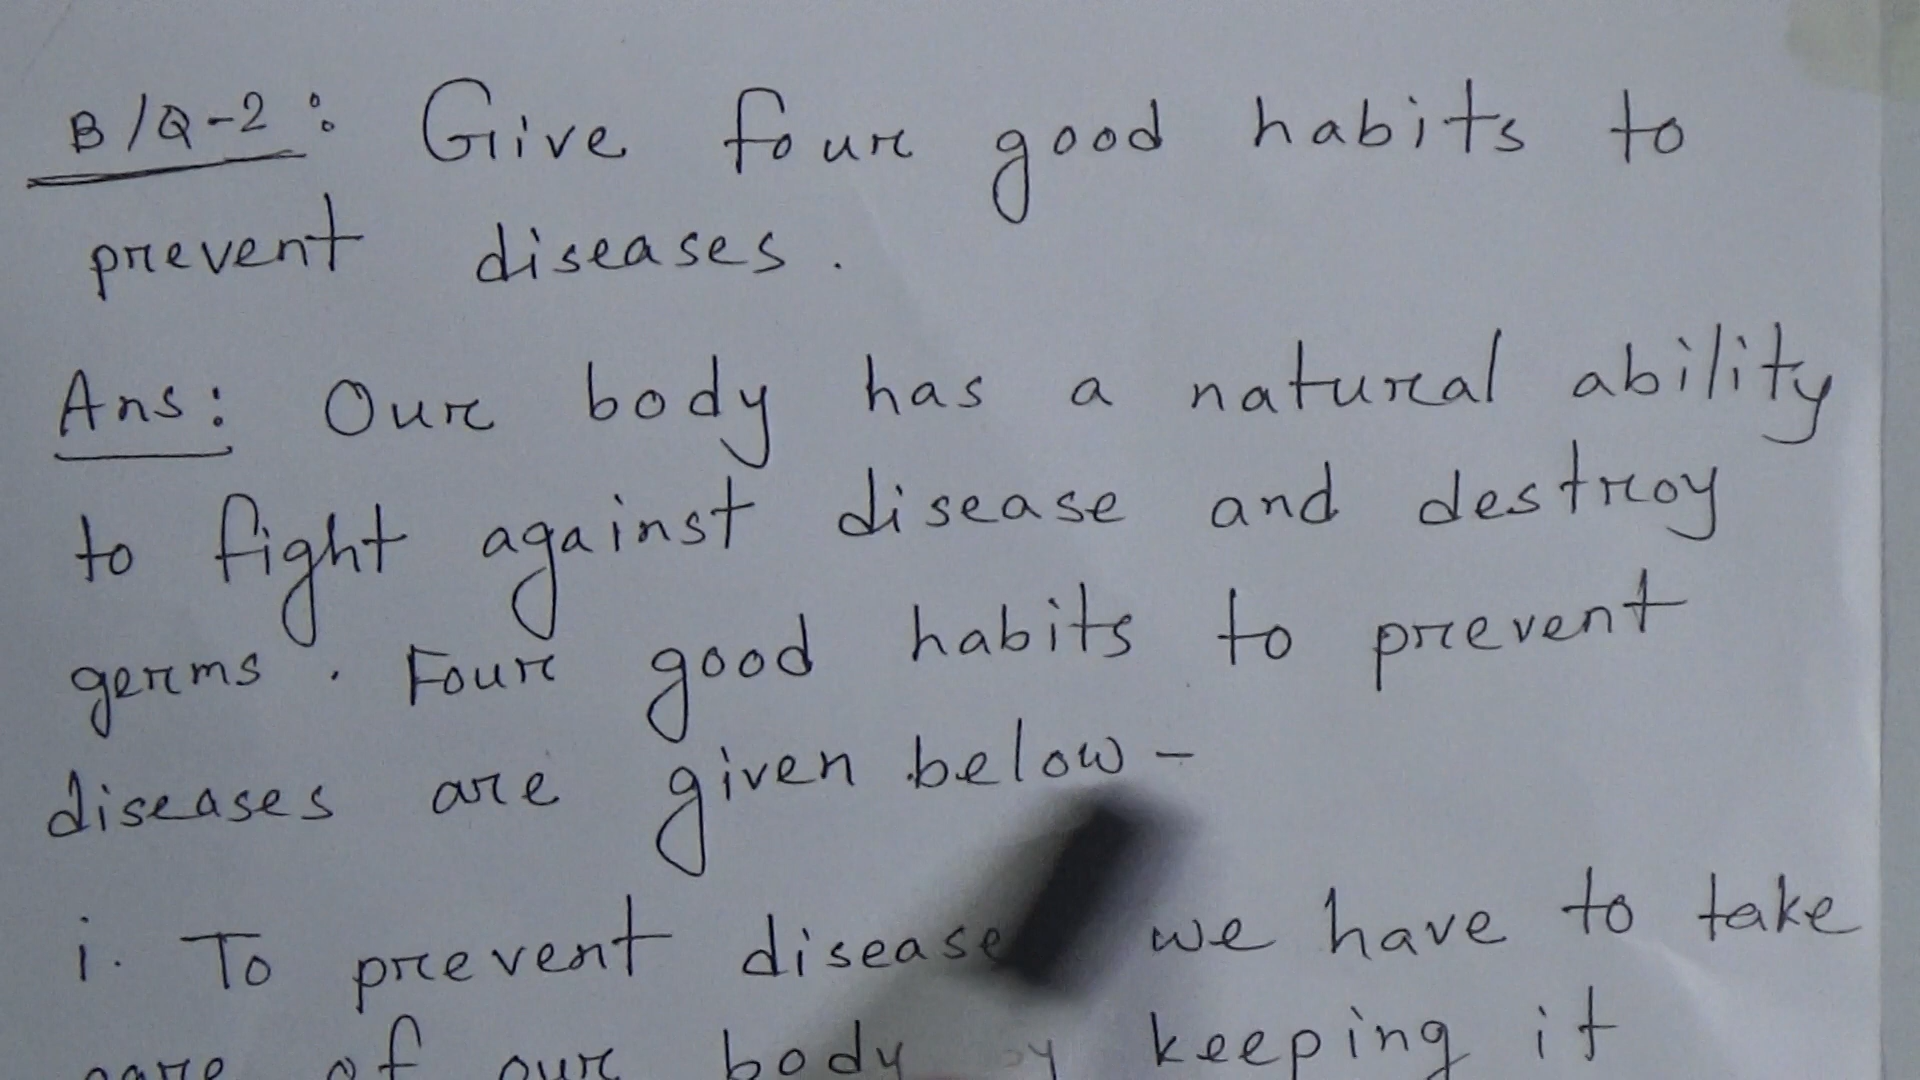 B/Q-2: Give four good habits to
prevent diseases.
Ans: Our body has a natural ability
to fight against disease and destroy
germs. Four good habits to prevent
diseases are given below-
i. To prevent disease we have to take
care of our body by keeping it